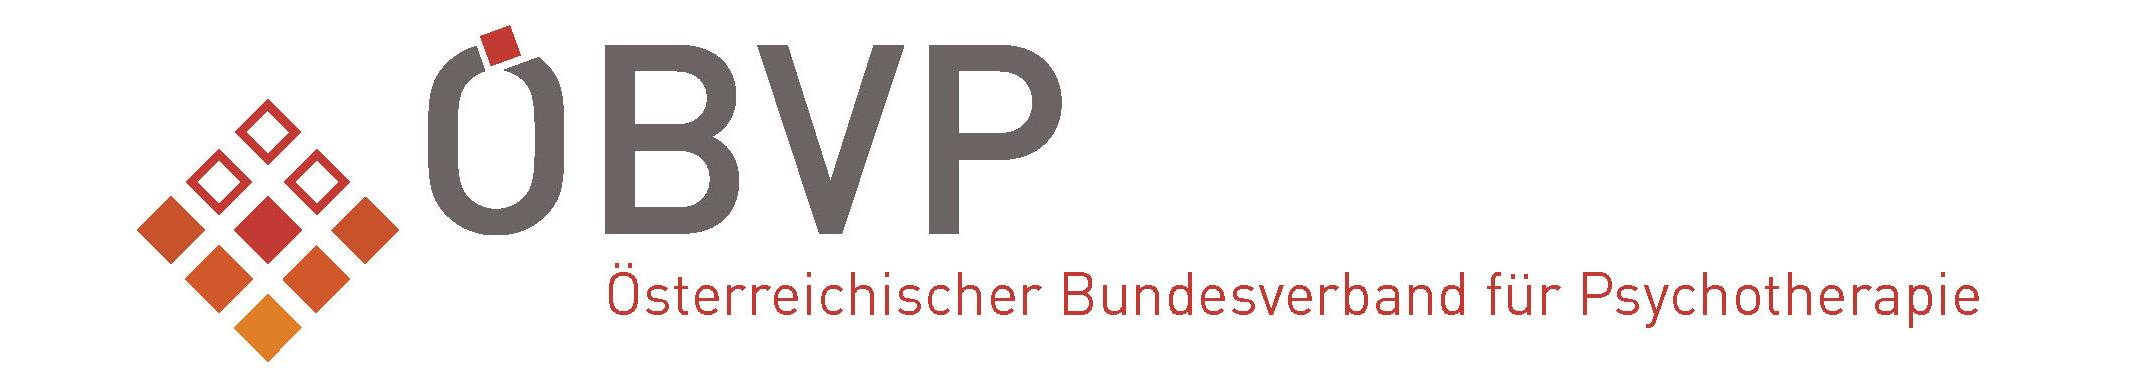 ÖBVP
Österreichischer Bundesverband für Psychotherapie